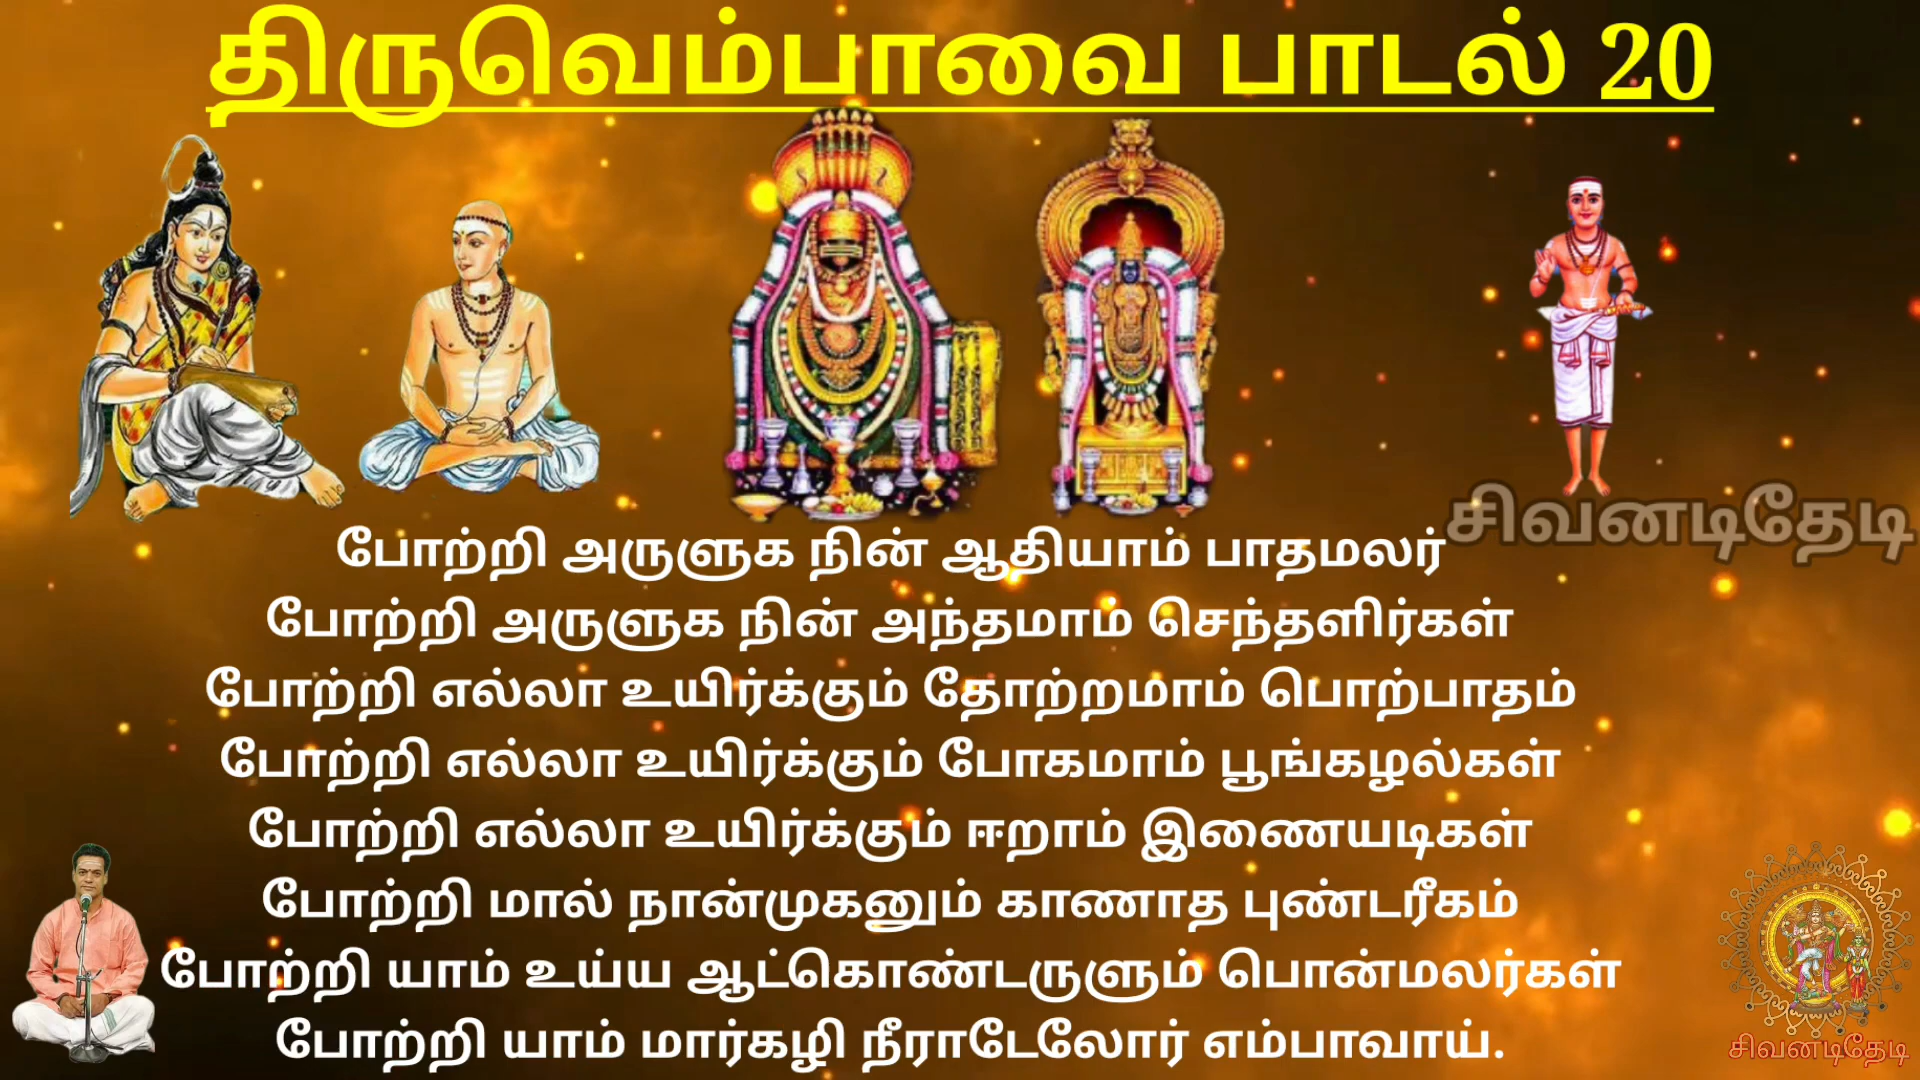 திருவெம்பாவை பாடல் 20
சிவனடிதேடி
போற்றி அருளுக நின் ஆதியாம் பாதமலர்
போற்றி அருளுக நின் அந்தமாம் செந்தளிர்கள்
போற்றி எல்லா உயிர்க்கும் தோற்றமாம் பொற்பாதம்
போற்றி எல்லா உயிர்க்கும் போகமாம் பூங்கழல்கள்
போற்றி எல்லா உயிர்க்கும் ஈறாம் இணையடிகள்
போற்றி மால் நான்முகனும் காணாத புண்டரீகம்
போற்றி யாம் உய்ய ஆட்கொண்டருளும் பொன்மலர்கள்
போற்றி யாம் மார்கழி நீராடேலோர் எம்பாவாய்.
சிவனடிதேடி